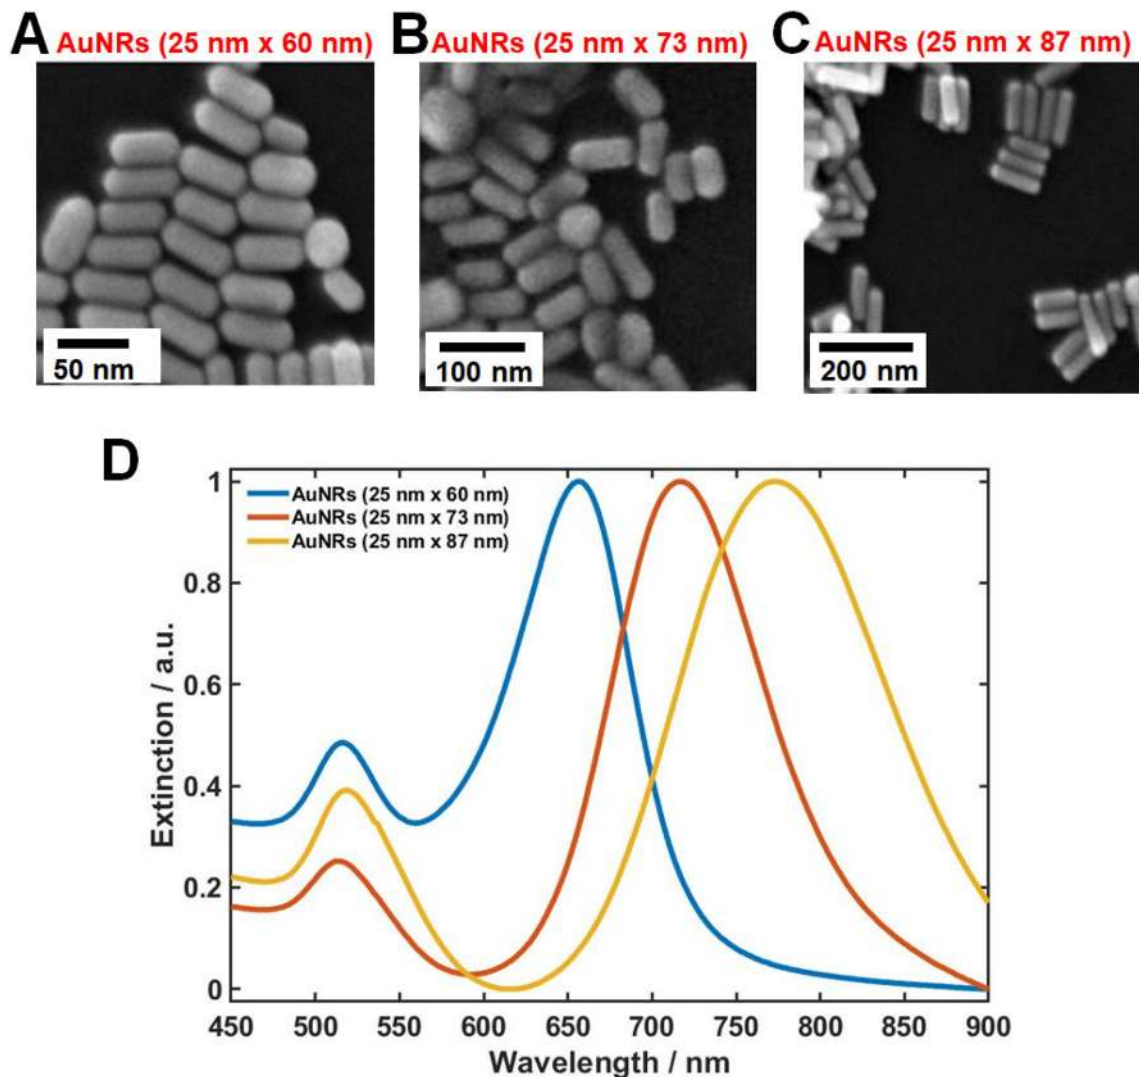 A AuNRs (25 nm x 60 nm)
B AuNRs (25 nm x 73 nm)
C AuNRs (25 nm x 87 nm)
50 nm
100 nm
200 nm
D
AuNRs (25 nm x 60 nm)
AuNRs (25 nm x 73 nm)
AuNRs (25 nm x 87 nm)
1
0.8
0.6
0.4
0.2
0
Extinction / a.u.
450 500 550 600 650 700 750 800 850 900
Wavelength / nm